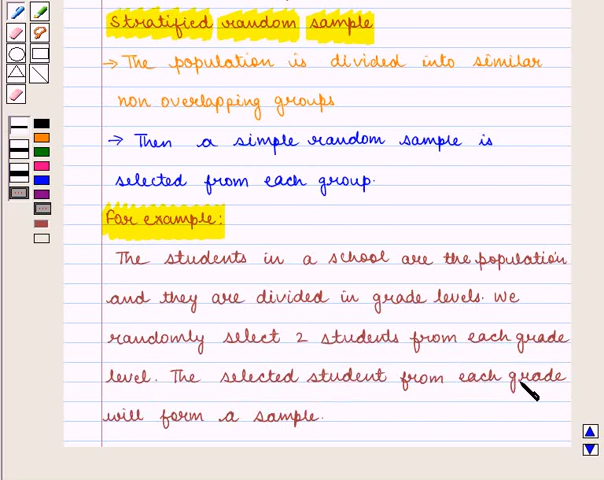 Stratified random sample
→ The population is divided into similar
non overlapping groups
→ Then a simple random sample is
selected from each group.
For example:
The students in a school are the population
and they are divided in grade levels. We
randomly select 2 students from each grade
level. The selected student from each grade
will form a sample.